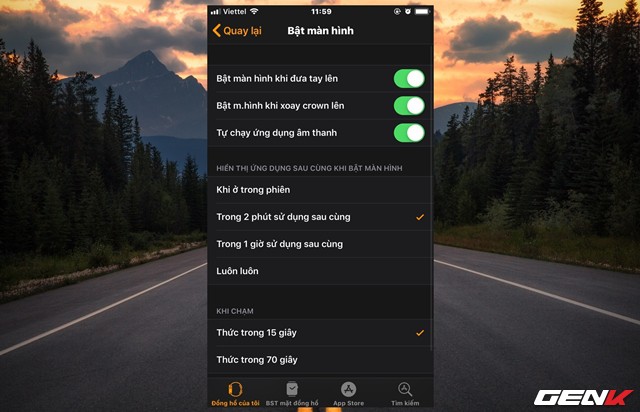 Viettel
11:59
Quay lại
Bật màn hình
Bật màn hình khi đưa tay lên
Bật m.hình khi xoay crown lên
Tự chạy ứng dụng âm thanh
HIỂN THỊ ỨNG DỤNG SAU CÙNG KHI BẬT MÀN HÌNH
Khi ở trong phiên
Trong 2 phút sử dụng sau cùng
Trong 1 giờ sử dụng sau cùng
Luôn luôn
KHI CHẠM
Thức trong 15 giây
Thức trong 70 giây
Đồng hồ của tôi
BST mặt đồng hồ
App Store
Tìm kiếm
GENK